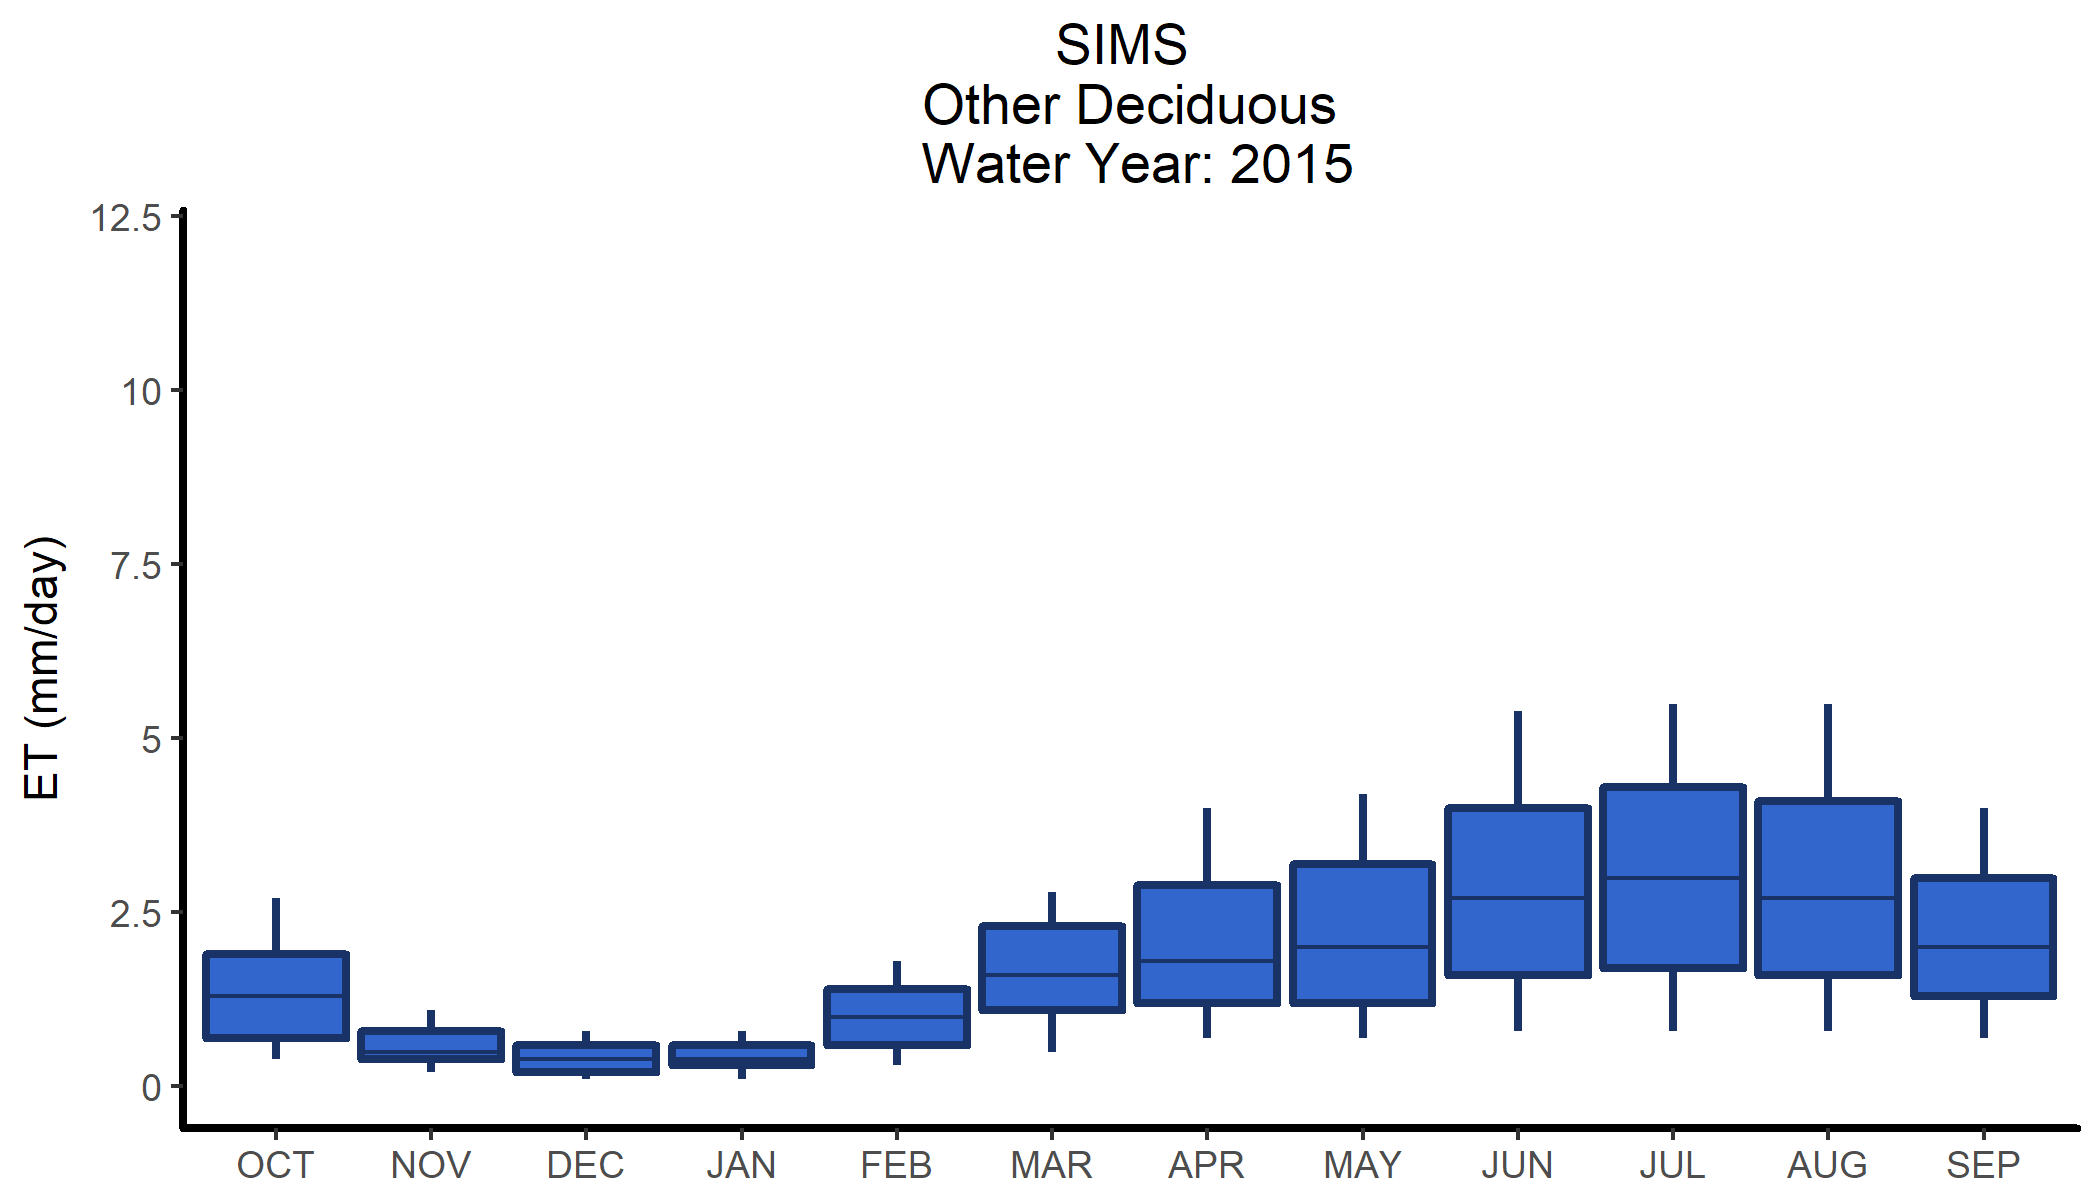 SIMS
Other Deciduous
Water Year: 2015
12.5
10
7.5
5
2.5
0
ET (mm/day)
OCT NOV DEC JAN FEB MAR APR MAY JUN JUL AUG SEP